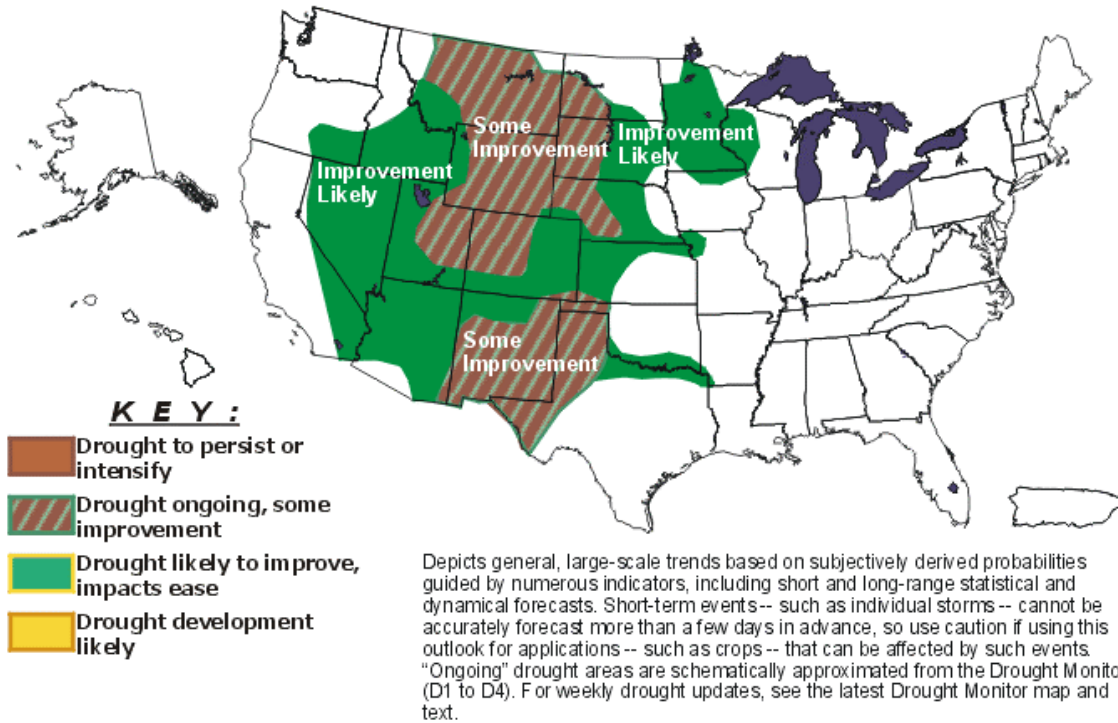 Some
Improvement
Improvement
Likely
Improvement
Likely
Some
Improvement
K E Y :
Drought to persist or
intensify
Drought ongoing, some
improvement
Drought likely to improve,
impacts ease
Drought development
likely
Depicts general, large-scale trends based on subjectively derived probabilities
guided by numerous indicators, including short and long-range statistical and
dynamical forecasts. Short-term events -- such as individual storms -- cannot be
accurately forecast more than a few days in advance, so use caution if using this
outlook for applications -- such as crops -- that can be affected by such events.
“Ongoing” drought areas are schematically approximated from the Drought Monito
(D1 to D4). For weekly drought updates, see the latest Drought Monitor map and
text.